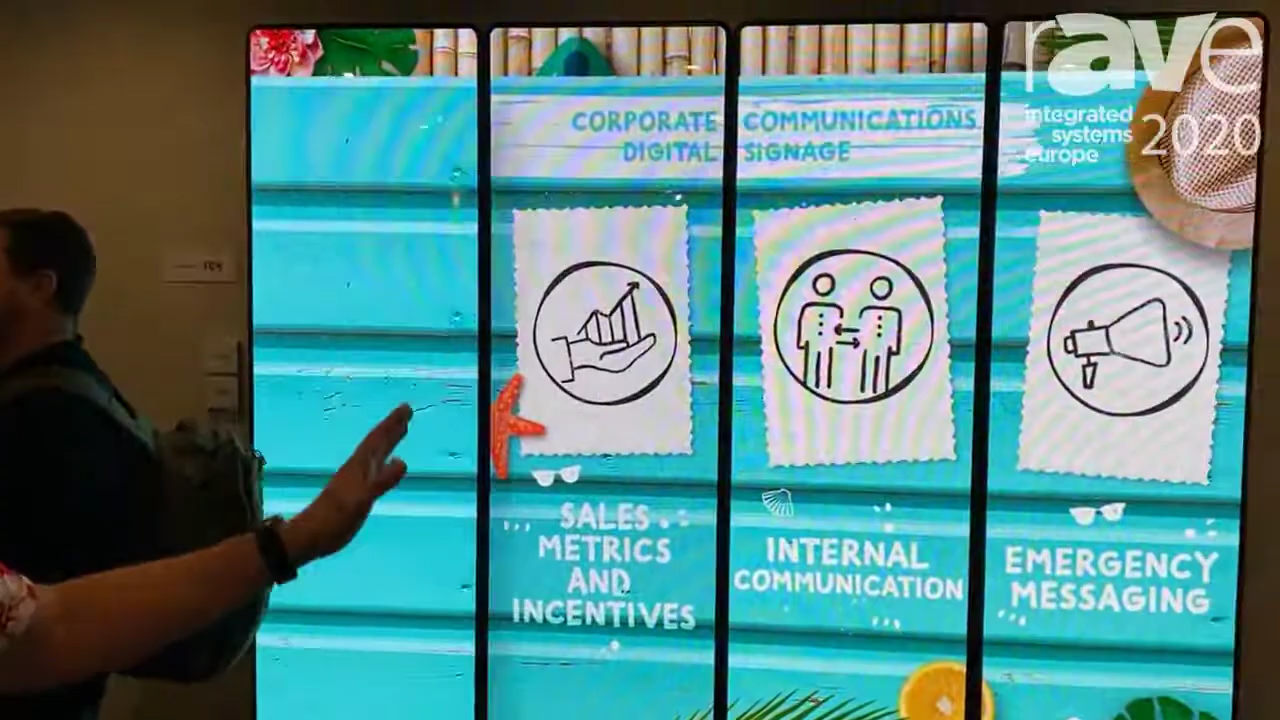 rave
integrated
systems
europe
2020
CORPORATE COMMUNICATIONS
DIGITAL SIGNAGE
SALES
METRICS
AND
INCENTIVES
INTERNAL
COMMUNICATION
EMERGENCY
MESSAGING